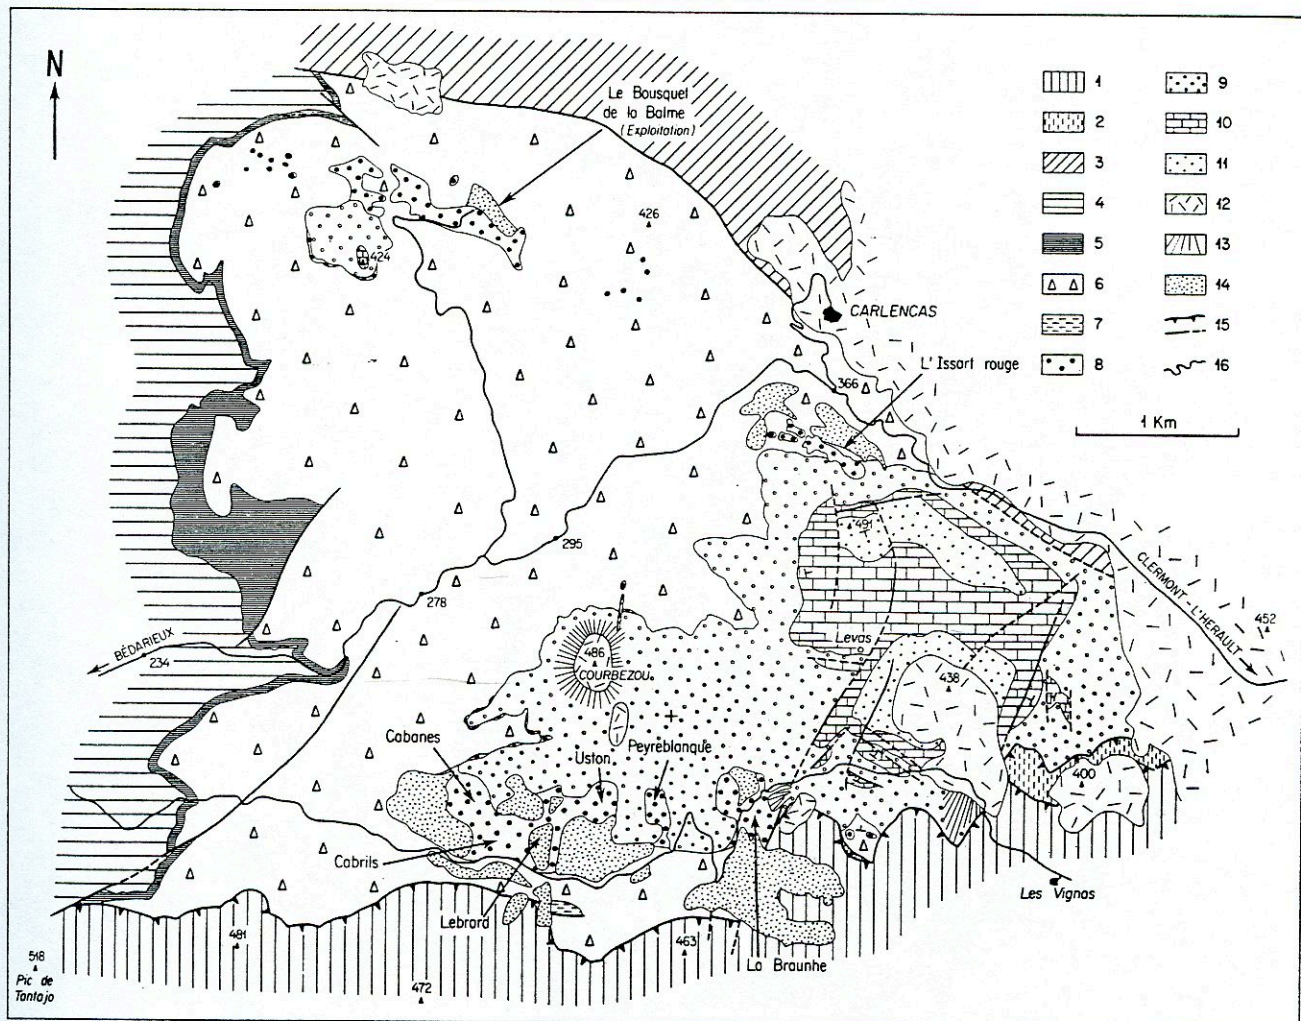 N
Le Bousquet
de la Balme
(Exploitation)
426
424
CARLENCAS
L'Issart rouge
366
1
2
3
4
5
6
7
8
9
10
11
12
13
14
15
16
1 Km
491
295
278
BÉDARIEUX
234
CLERMONT - L'HERAULT
452
Levas
486
COURBEZOU
438
Cabanes
Uston
Peyreblanque
400
Cabrils
Lebrard
Les Vignas
481
463
La Braunhe
518
Pic de
Tantajo
472